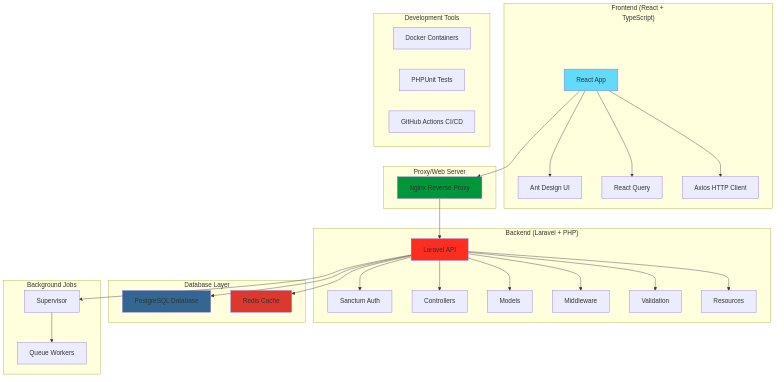 Development Tools
Docker Containers
PHPUnit Tests
GitHub Actions CI/CD
Frontend (React +
TypeScript)
React App
Ant Design UI
React Query
Axios HTTP Client
Proxy/Web Server
Nginx Reverse Proxy
Backend (Laravel + PHP)
Laravel API
Sanctum Auth
Controllers
Models
Middleware
Validation
Resources
Database Layer
PostgreSQL Database
Redis Cache
Background Jobs
Supervisor
Queue Workers